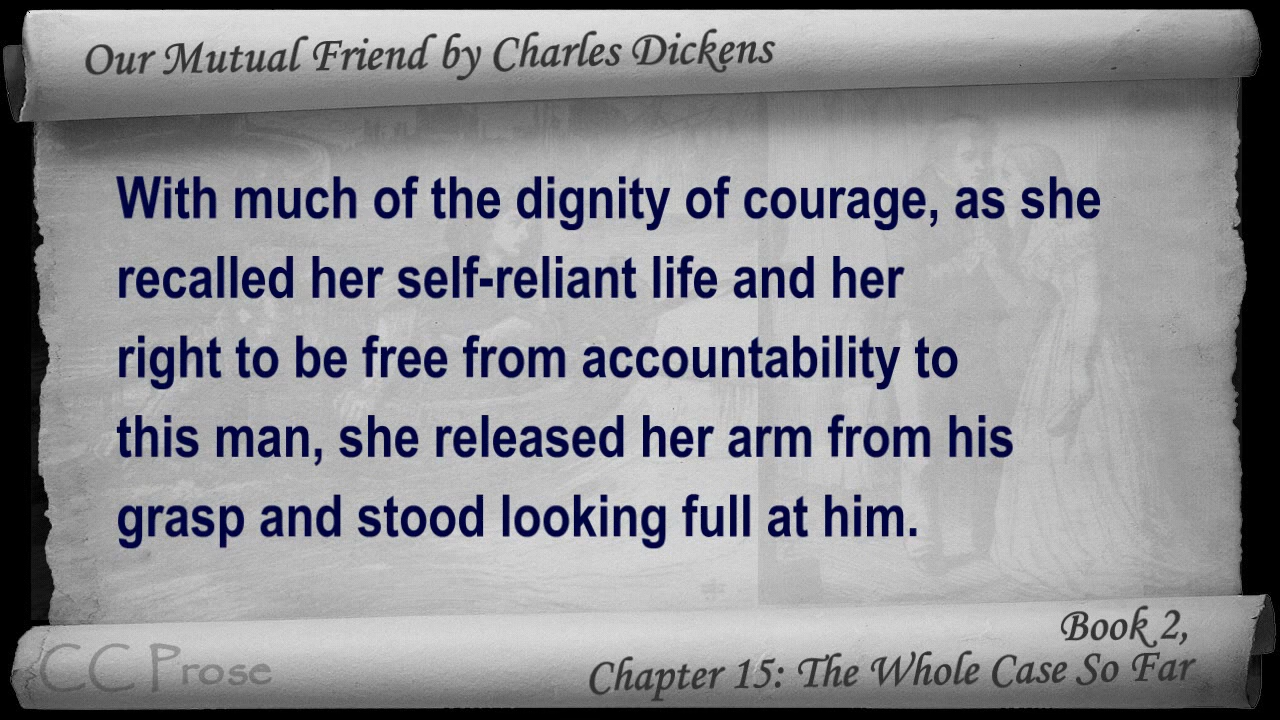 Our Mutual Friend by Charles Dickens
With much of the dignity of courage, as she
recalled her self-reliant life and her
right to be free from accountability to
this man, she released her arm from his
grasp and stood looking full at him.
Book 2,
Chapter 15: The Whole Case So Far
CC Prose